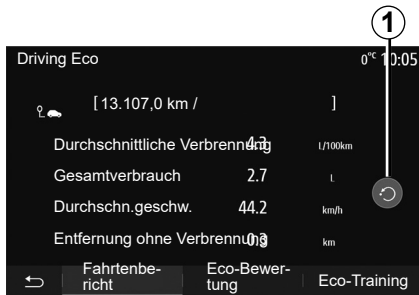 1
Driving Eco 0°C 10:05
[ 13.107,0 km / ]
Durchschnittliche Verbrennung 4.3 L/100km
Gesamtverbrauch 2.7 L
Durchschn.geschw. 44.2 km/h
Entfernung ohne Verbrennung 0.3 km
Fahrtenbe-
richt
Eco-Bewer-
tung
Eco-Training